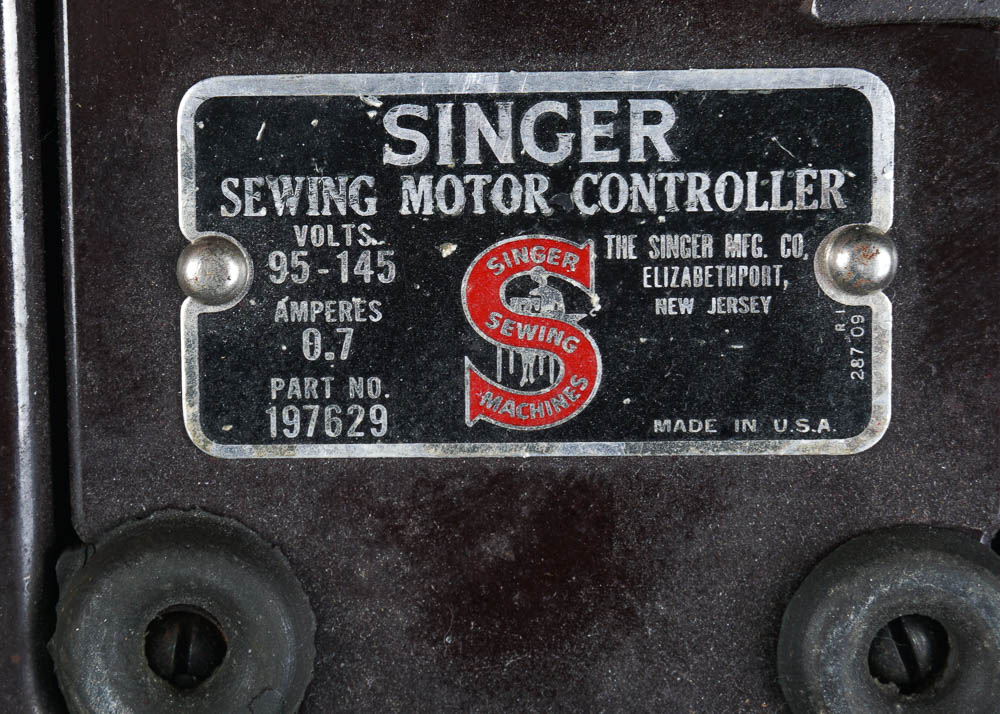 SINGER
SEWING MOTOR CONTROLLER
VOLTS.
95-145
AMPERES
0.7
PART NO.
197629
SINGER
SEWING
MACHINES
THE SINGER MFG. CO.
ELIZABETHPORT,
NEW JERSEY
R I
287 09
MADE IN U.S.A.